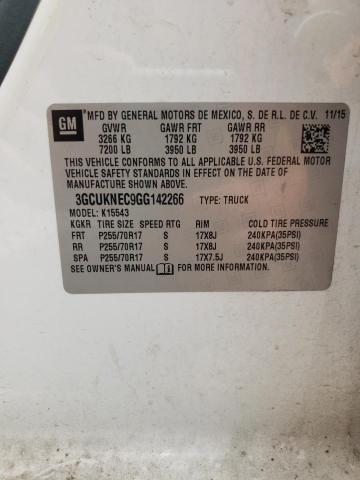 GM
MFD BY GENERAL MOTORS DE MEXICO, S. DE R.L. DE C.V. 11/15
GVWR GAWR FRT GAWR RR
3266 KG 1792 KG 1792 KG
7200 LB 3950 LB 3950 LB
THIS VEHICLE CONFORMS TO ALL APPLICABLE U.S. FEDERAL MOTOR
VEHICLE SAFETY STANDARDS IN EFFECT ON THE DATE OF
MANUFACTURE SHOWN ABOVE.
3GCUKNEC9GG142266 TYPE: TRUCK
MODEL: K15543
KGKR TIRE SIZE SPEED RTG RIM COLD TIRE PRESSURE
FRT P255/70R17 S 17X8J 240KPA(35PSI)
RR P255/70R17 S 17X8J 240KPA(35PSI)
SPA P255/70R17 S 17X7.5J 240KPA(35PSI)
SEE OWNER'S MANUAL FOR MORE INFORMATION